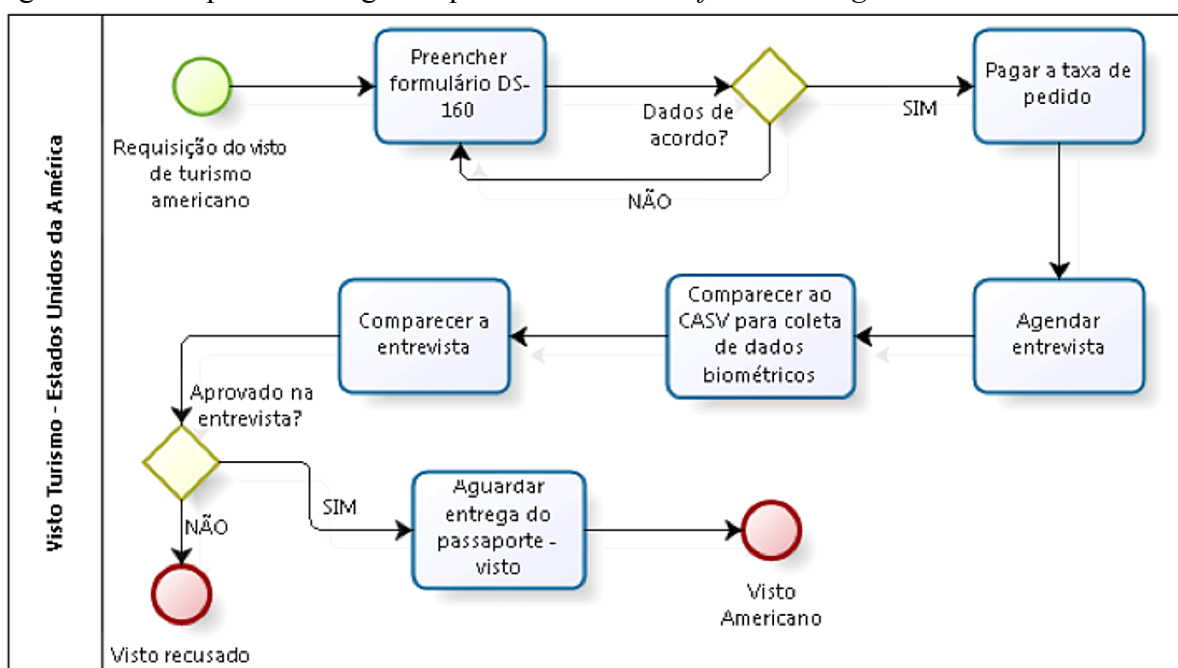 Visto Turismo - Estados Unidos da América
Requisição do visto
de turismo
americano
Preencher
formulário DS-
160
Dados de
acordo?
SIM
NÃO
Pagar a taxa de
pedido
Agendar
entrevista
Comparecer ao
CASV para coleta
de dados
biométricos
Comparecer a
entrevista
Aprovado na
entrevista?
NÃO
SIM
Visto recusado
Aguardar
entrega do
passaporte -
visto
Visto
Americano